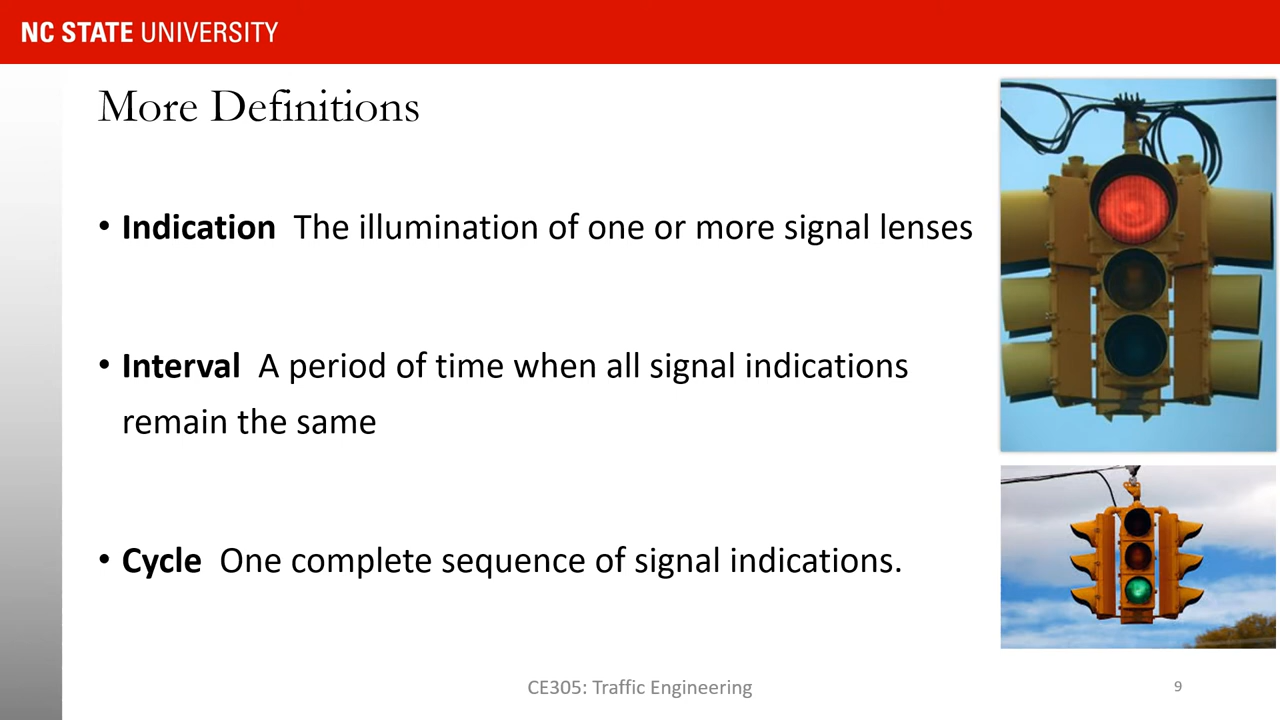 NC STATE UNIVERSITY
More Definitions
• Indication The illumination of one or more signal lenses
• Interval A period of time when all signal indications
remain the same
• Cycle One complete sequence of signal indications.
CE305: Traffic Engineering
9